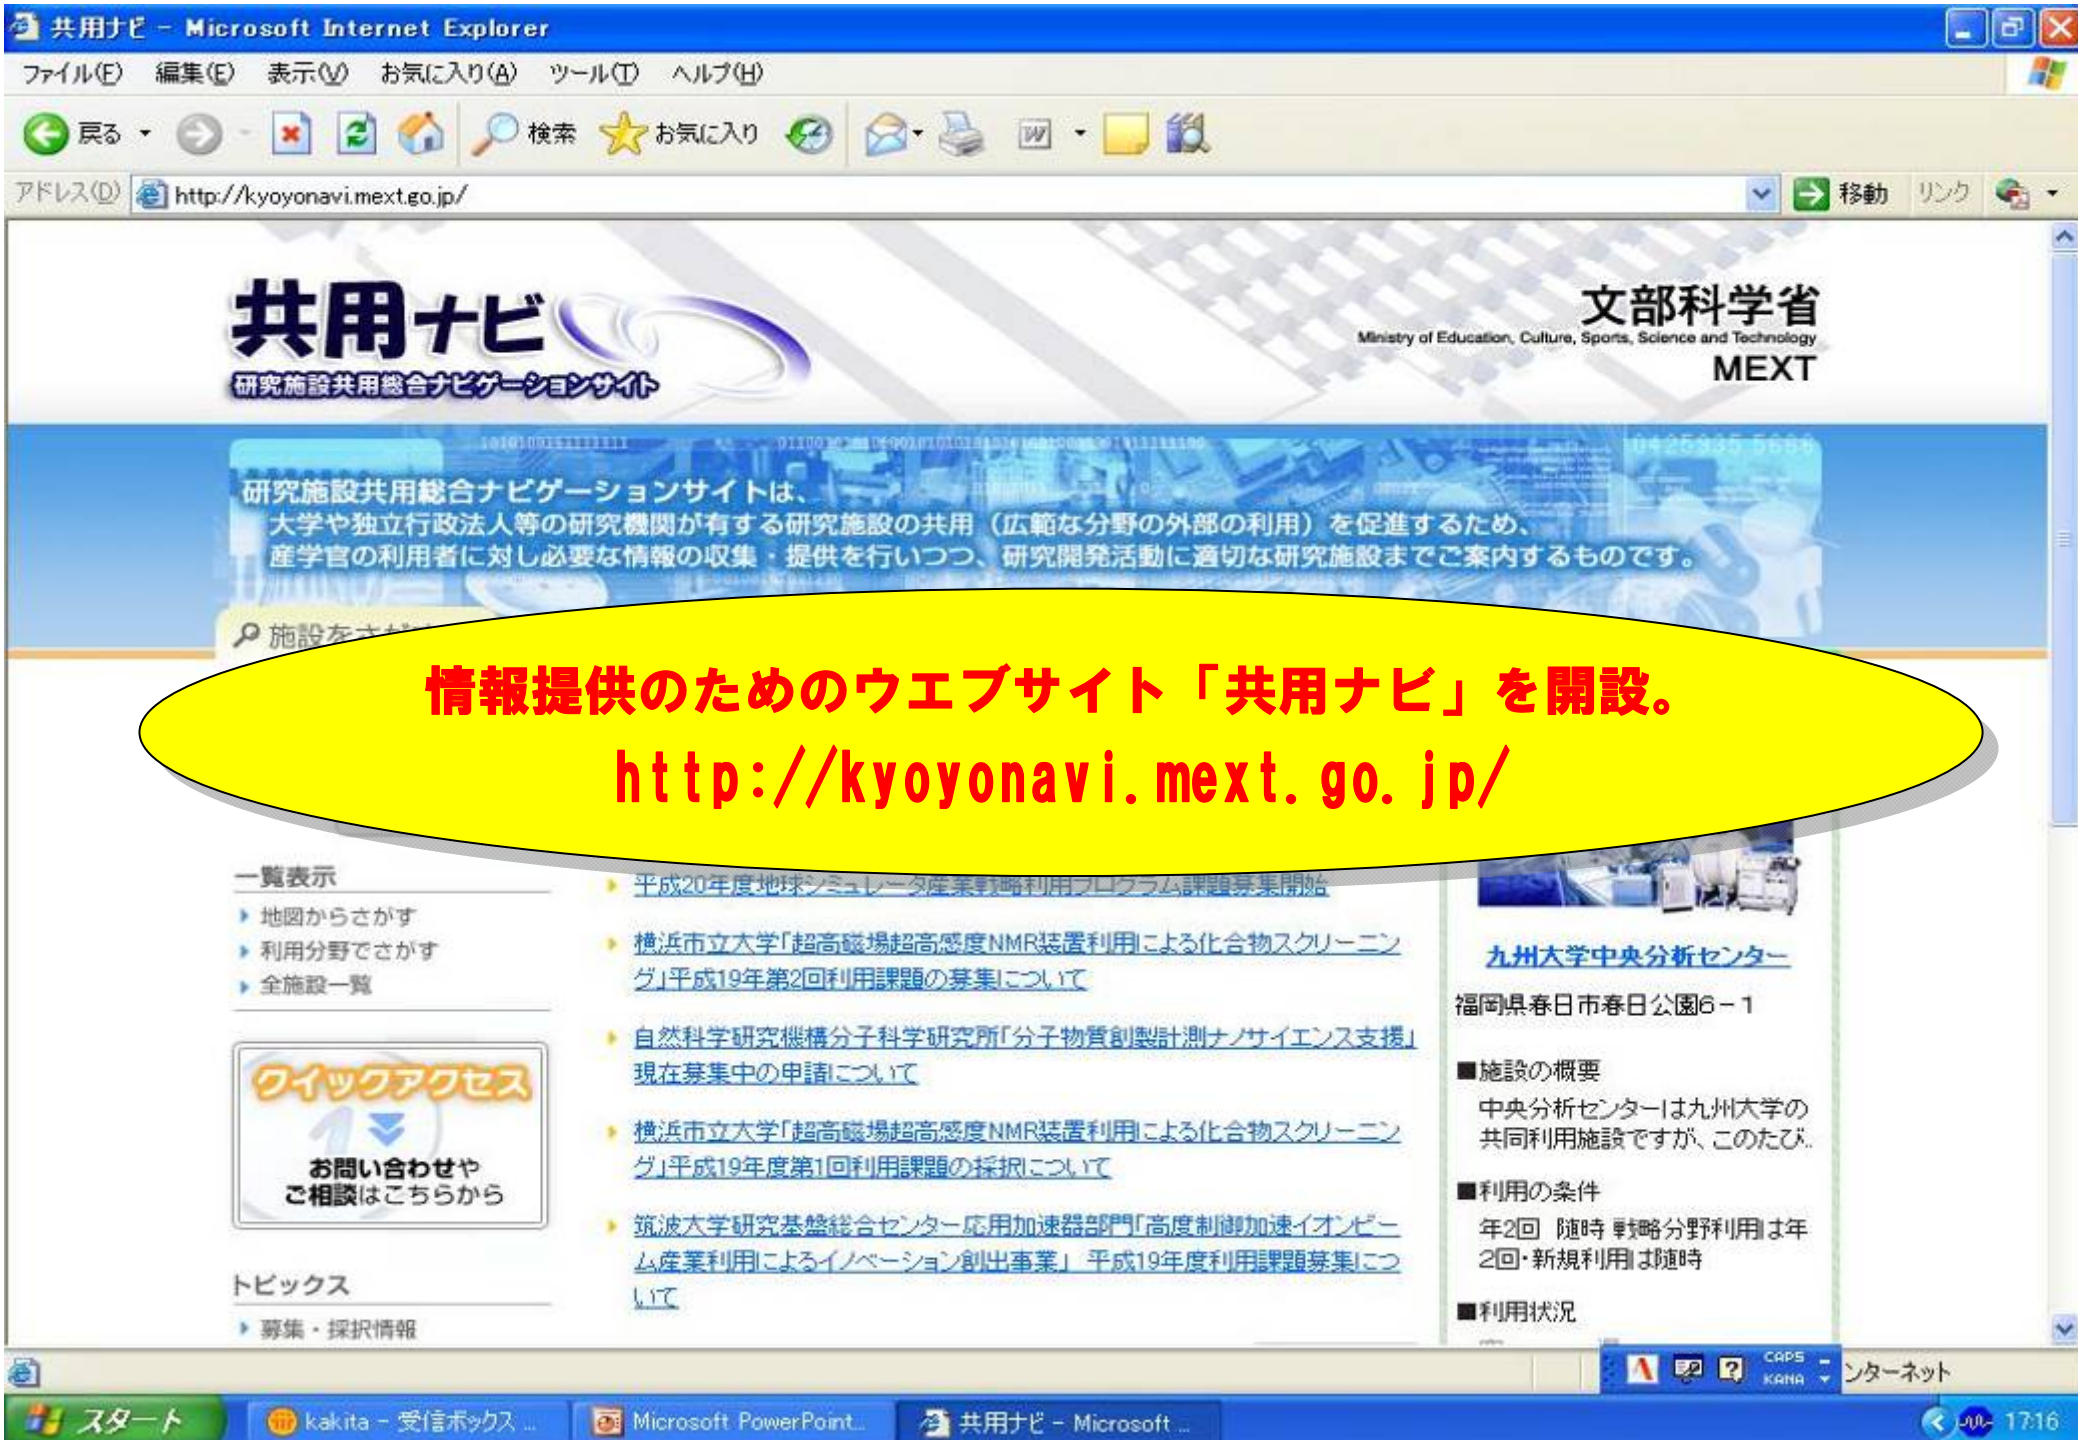 共用ナビ - Microsoft Internet Explorer
ファイル(F) 編集(E) 表示(V) お気に入り(A) ツール(T) ヘルプ(H)
戻る 検索 お気に入り
アドレス(D) http://kyoyonavi.mext.go.jp/ 移動 リンク
共用ナビ
研究施設共用総合ナビゲーションサイト
文部科学省
Ministry of Education, Culture, Sports, Science and Technology
MEXT
研究施設共用総合ナビゲーションサイトは、
大学や独立行政法人等の研究機関が有する研究施設の共用（広範な分野の外部の利用）を促進するため、
産学官の利用者に対し必要な情報の収集・提供を行いつつ、研究開発活動に適切な研究施設までご案内するものです。
施設をさがす
情報提供のためのウエブサイト「共用ナビ」を開設。
http://kyoyonavi.mext.go.jp/
一覧表示
地図からさがす
利用分野でさがす
全施設一覧
クイックアクセス
お問い合わせや
ご相談はこちらから
トピックス
募集・採択情報
平成20年度地球シミュレータ産業戦略利用プログラム課題募集開始
横浜市立大学「超高磁場超高感度NMR装置利用による化合物スクリーニン
グ」平成19年第2回利用課題の募集について
自然科学研究機構分子科学研究所「分子物質創製計測ナノサイエンス支援」
現在募集中の申請について
横浜市立大学「超高磁場超高感度NMR装置利用による化合物スクリーニン
グ」平成19年度第1回利用課題の採択について
筑波大学研究基盤総合センター応用加速器部門「高度制御加速イオンビー
ム産業利用によるイノベーション創出事業」 平成19年度利用課題募集につ
いて
九州大学中央分析センター
福岡県春日市春日公園6－1
■施設の概要
中央分析センターは九州大学の
共同利用施設ですが、このたび..
■利用の条件
年2回 随時 戦略分野利用は年
2回・新規利用は随時
■利用状況
CAPS
KANA
ンターネット
スタート kakita - 受信ボックス ... Microsoft PowerPoint... 共用ナビ - Microsoft ... 17:16